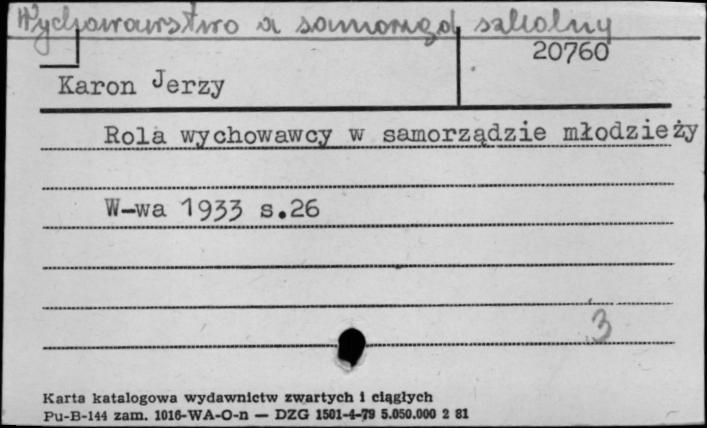 Wychowawstwo a samorząd szkolny
20760
Karon Jerzy
Rola wychowawcy w samorządzie młodzieży
W-wa 1933 s.26
3
Karta katalogowa wydawnictw zwartych i ciągłych
Pu-B-144 zam. 1016-WA-O-n — DZG 1501-4-79 5.050.000 2 81